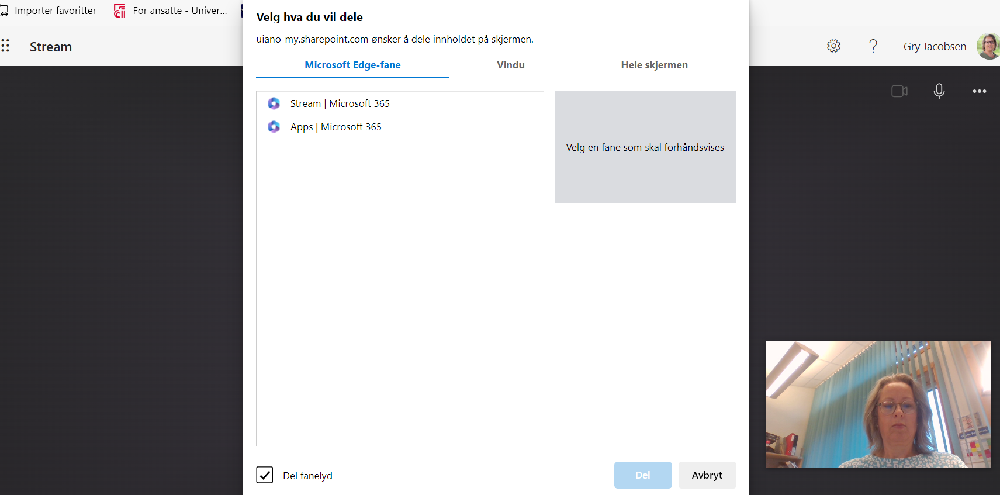 Importer favoritter
For ansatte - Univer...
Velg hva du vil dele
uiano-my.sharepoint.com ønsker å dele innholdet på skjermen.
Stream
Gry Jacobsen
Microsoft Edge-fane
Vindu
Hele skjermen
Stream | Microsoft 365
Apps | Microsoft 365
Velg en fane som skal forhåndsvises
Del fanelyd
Del
Avbryt